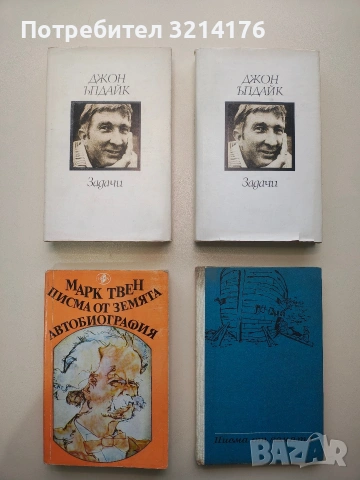 Потребител 3214176
ДЖОН
ЪПДАЙК
Задачи
ДЖОН
ЪПДАЙК
Задачи
МАРК ТВЕН
ПИСМА ОТ ЗЕМЯТА
АВТОБИОГРАФИЯ
BAZAR